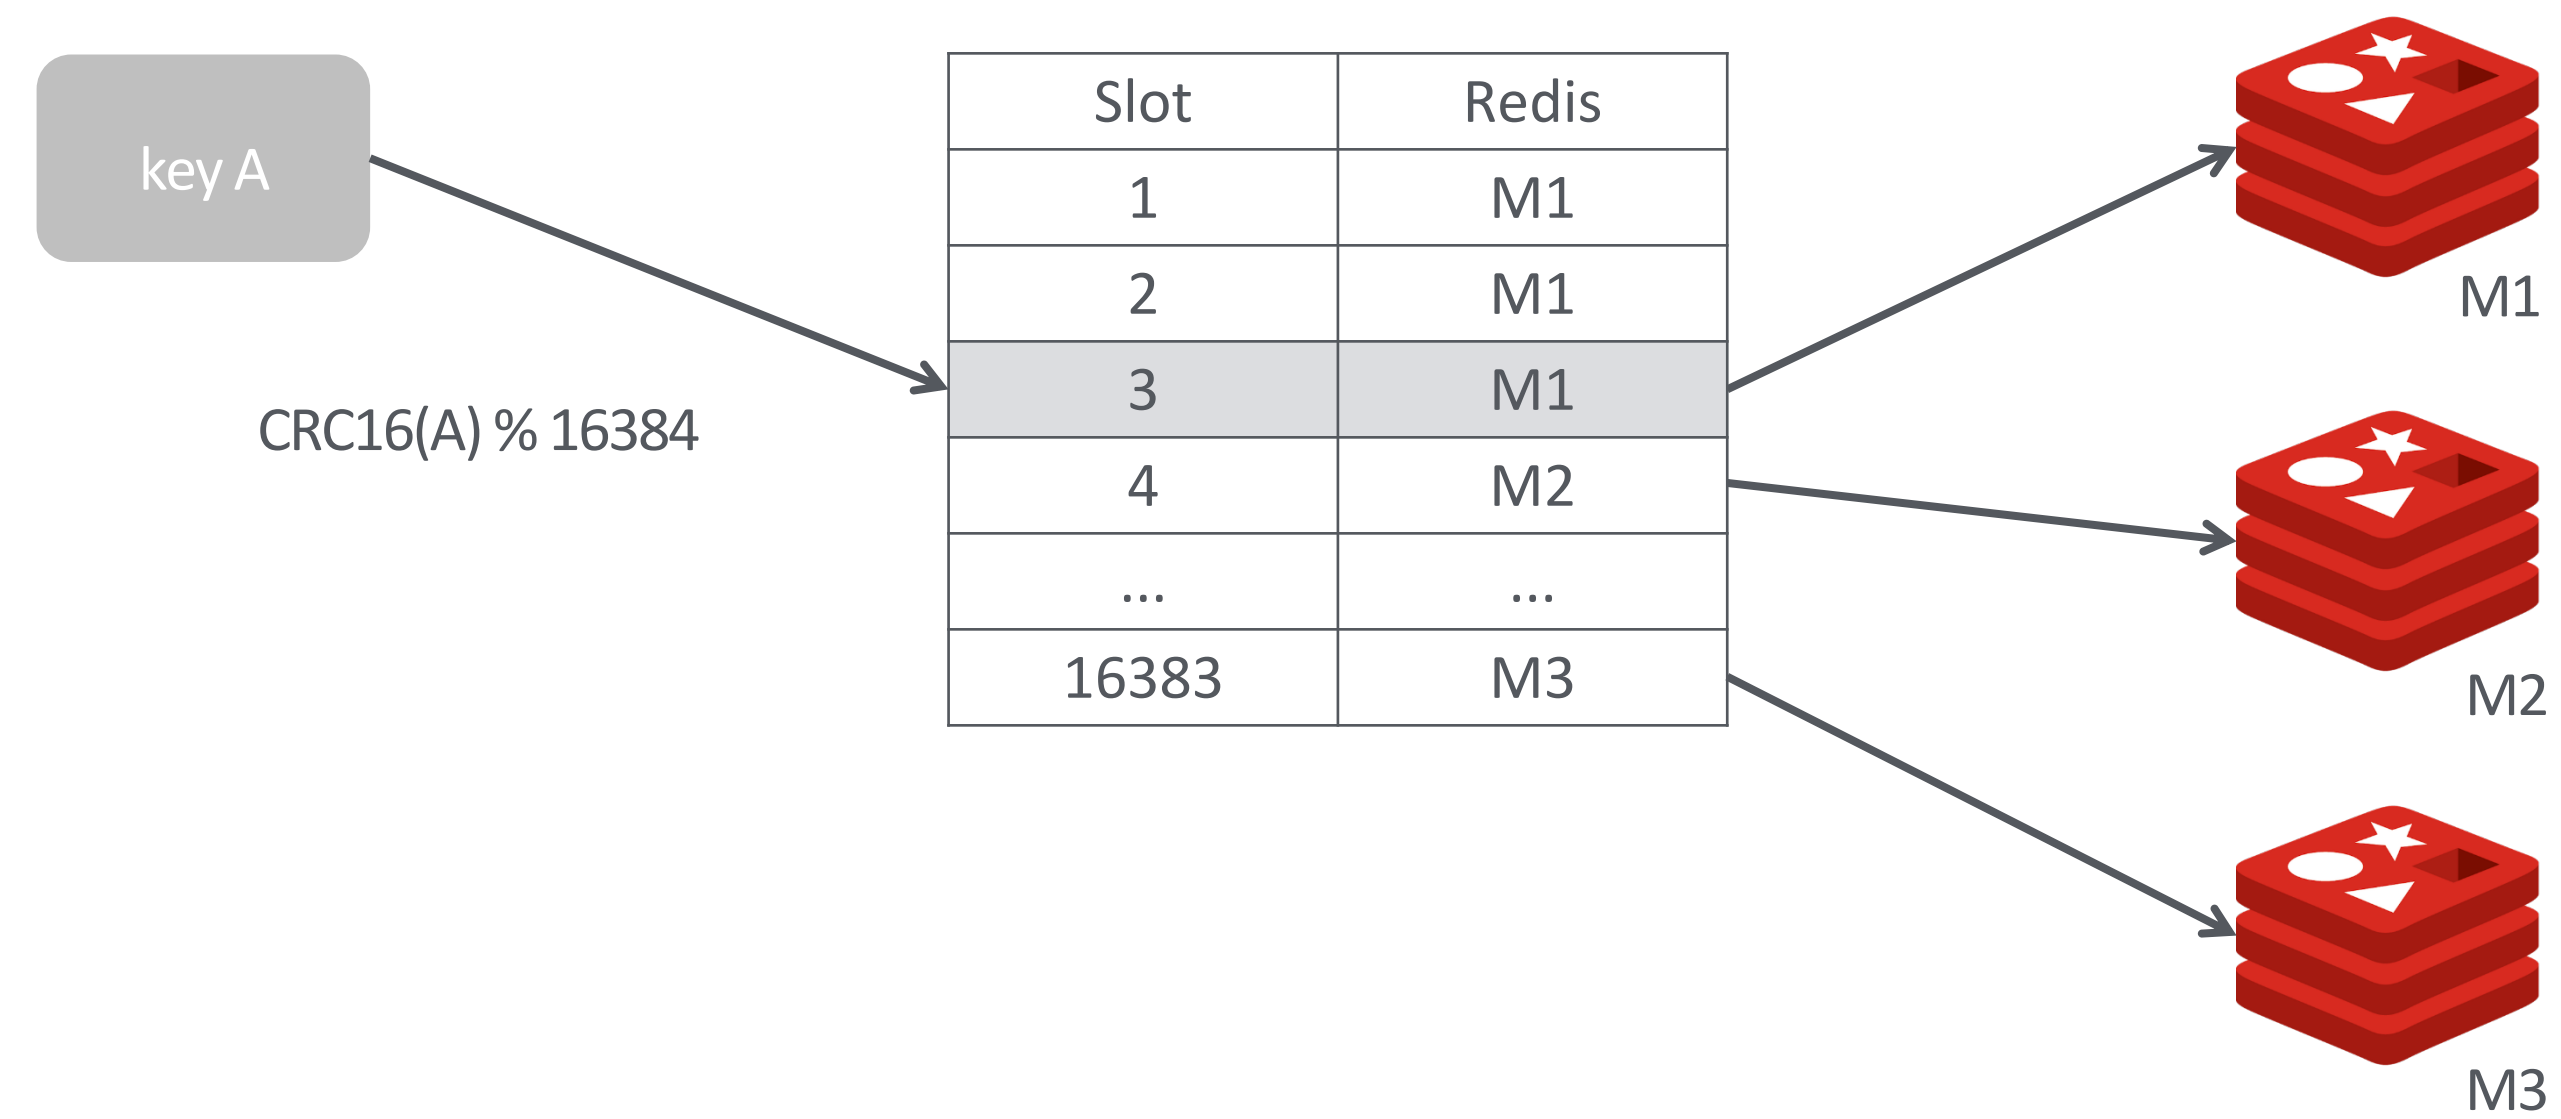 key A
CRC16(A) % 16384
Slot Redis
1 M1
2 M1
3 M1
4 M2
... ...
16383 M3
M1
M2
M3